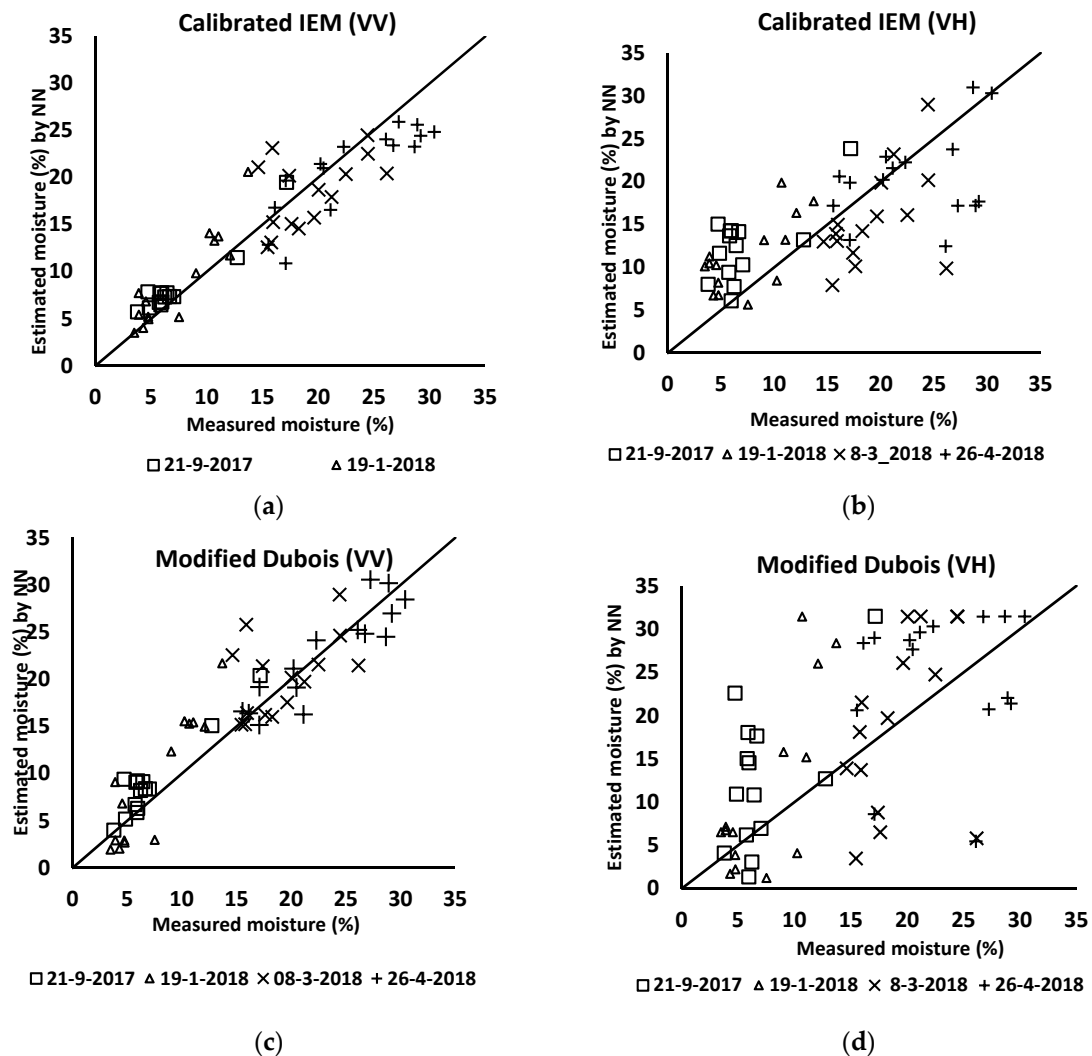 Calibrated IEM (VV)
Estimated moisture (%) by NN
35
30
25
20
15
10
5
0
0 5 10 15 20 25 30 35
Measured moisture (%)
21-9-2017 19-1-2018
(a)
Calibrated IEM (VH)
Estimated moisture (%) by NN
35
30
25
20
15
10
5
0
0 5 10 15 20 25 30 35
Measured moisture (%)
21-9-2017 19-1-2018 8-3_2018 26-4-2018
(b)
Modified Dubois (VV)
Estimated moisture (%) by NN
35
30
25
20
15
10
5
0
0 5 10 15 20 25 30 35
Measured moisture (%)
21-9-2017 19-1-2018 08-3-2018 26-4-2018
(c)
Modified Dubois (VH)
Estimated moisture (%) by NN
35
30
25
20
15
10
5
0
0 5 10 15 20 25 30 35
Measured moisture (%)
21-9-2017 19-1-2018 8-3-2018 26-4-2018
(d)